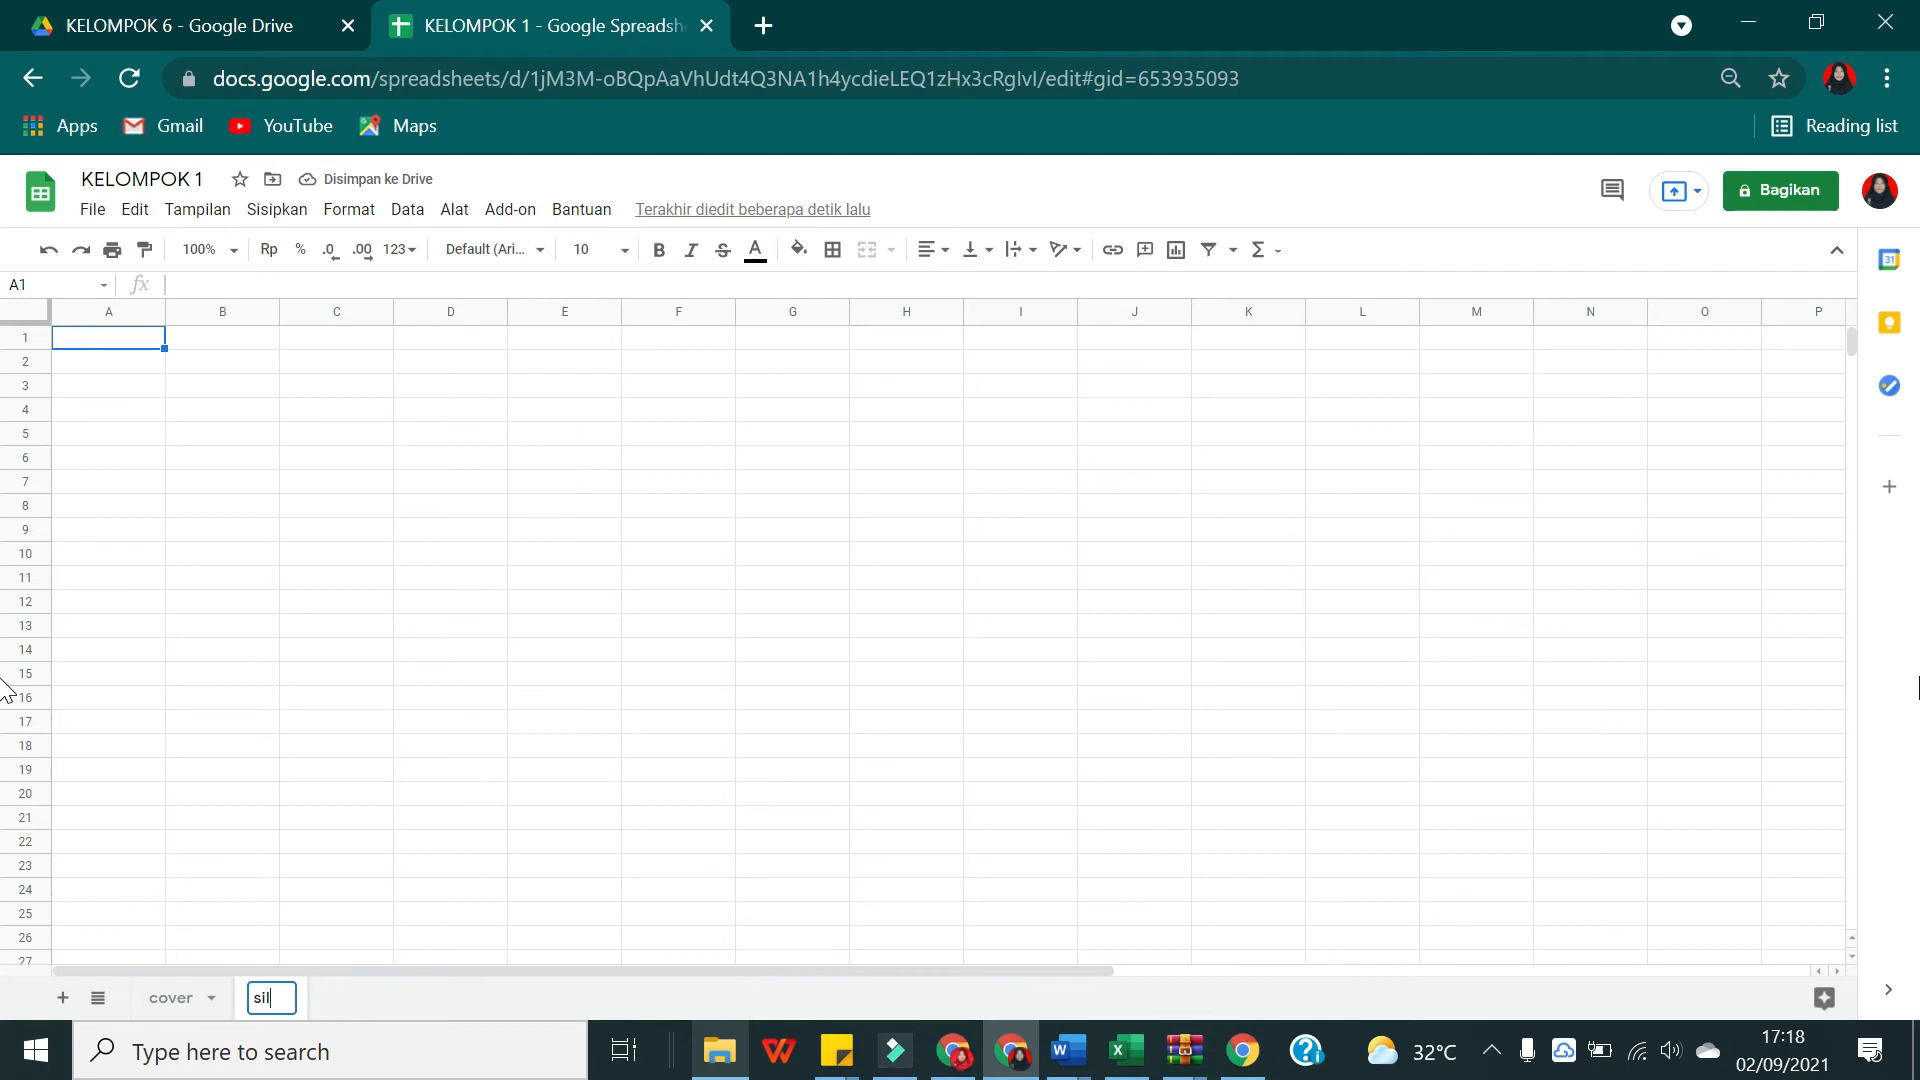 KELOMPOK 6 - Google Drive
KELOMPOK 1 - Google Spreadsh
docs.google.com/spreadsheets/d/1jM3M-oBQpAaVhUdt4Q3NA1h4ycdieLEQ1zHx3cRgIvI/edit#gid=653935093
Apps Gmail YouTube Maps Reading list
KELOMPOK 1 Disimpan ke Drive
Bagikan
File Edit Tampilan Sisipkan Format Data Alat Add-on Bantuan Terakhir diedit beberapa detik lalu
100% Rp % .0 .00 123 Default (Ari... 10 B I S A Σ
31
A1 fx
A B C D E F G H I J K L M N O P
1
2
3
4
5
6
7
8
9
10
11
12
13
14
15
16
17
18
19
20
21
22
23
24
25
26
27
cover sil
Type here to search
32°C
17:18
02/09/2021